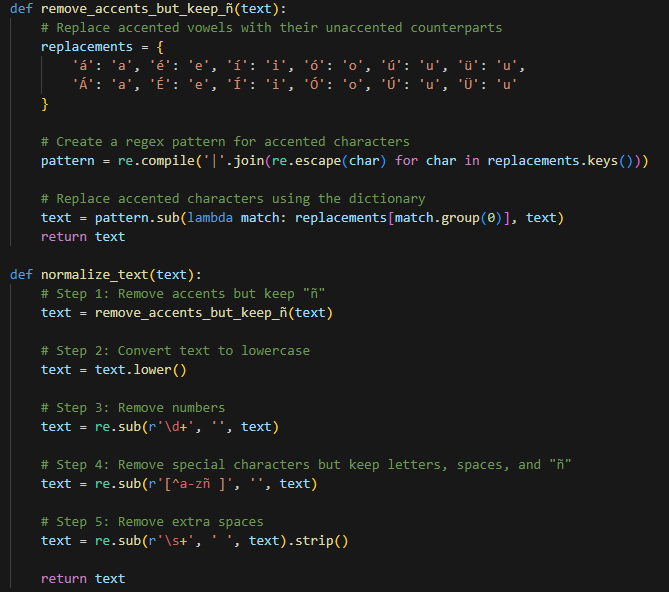 def remove_accents_but_keep_ñ(text):
    # Replace accented vowels with their unaccented counterparts
    replacements = {
        'á': 'a', 'é': 'e', 'í': 'i', 'ó': 'o', 'ú': 'u', 'ü': 'u',
        'Á': 'a', 'É': 'e', 'Í': 'i', 'Ó': 'o', 'Ú': 'u', 'Ü': 'u'
    }

    # Create a regex pattern for accented characters
    pattern = re.compile('|'.join(re.escape(char) for char in replacements.keys()))

    # Replace accented characters using the dictionary
    text = pattern.sub(lambda match: replacements[match.group(0)], text)
    return text

def normalize_text(text):
    # Step 1: Remove accents but keep "ñ"
    text = remove_accents_but_keep_ñ(text)

    # Step 2: Convert text to lowercase
    text = text.lower()

    # Step 3: Remove numbers
    text = re.sub(r'\d+', '', text)

    # Step 4: Remove special characters but keep letters, spaces, and "ñ"
    text = re.sub(r'[^a-zñ ]', '', text)

    # Step 5: Remove extra spaces
    text = re.sub(r'\s+', ' ', text).strip()

    return text